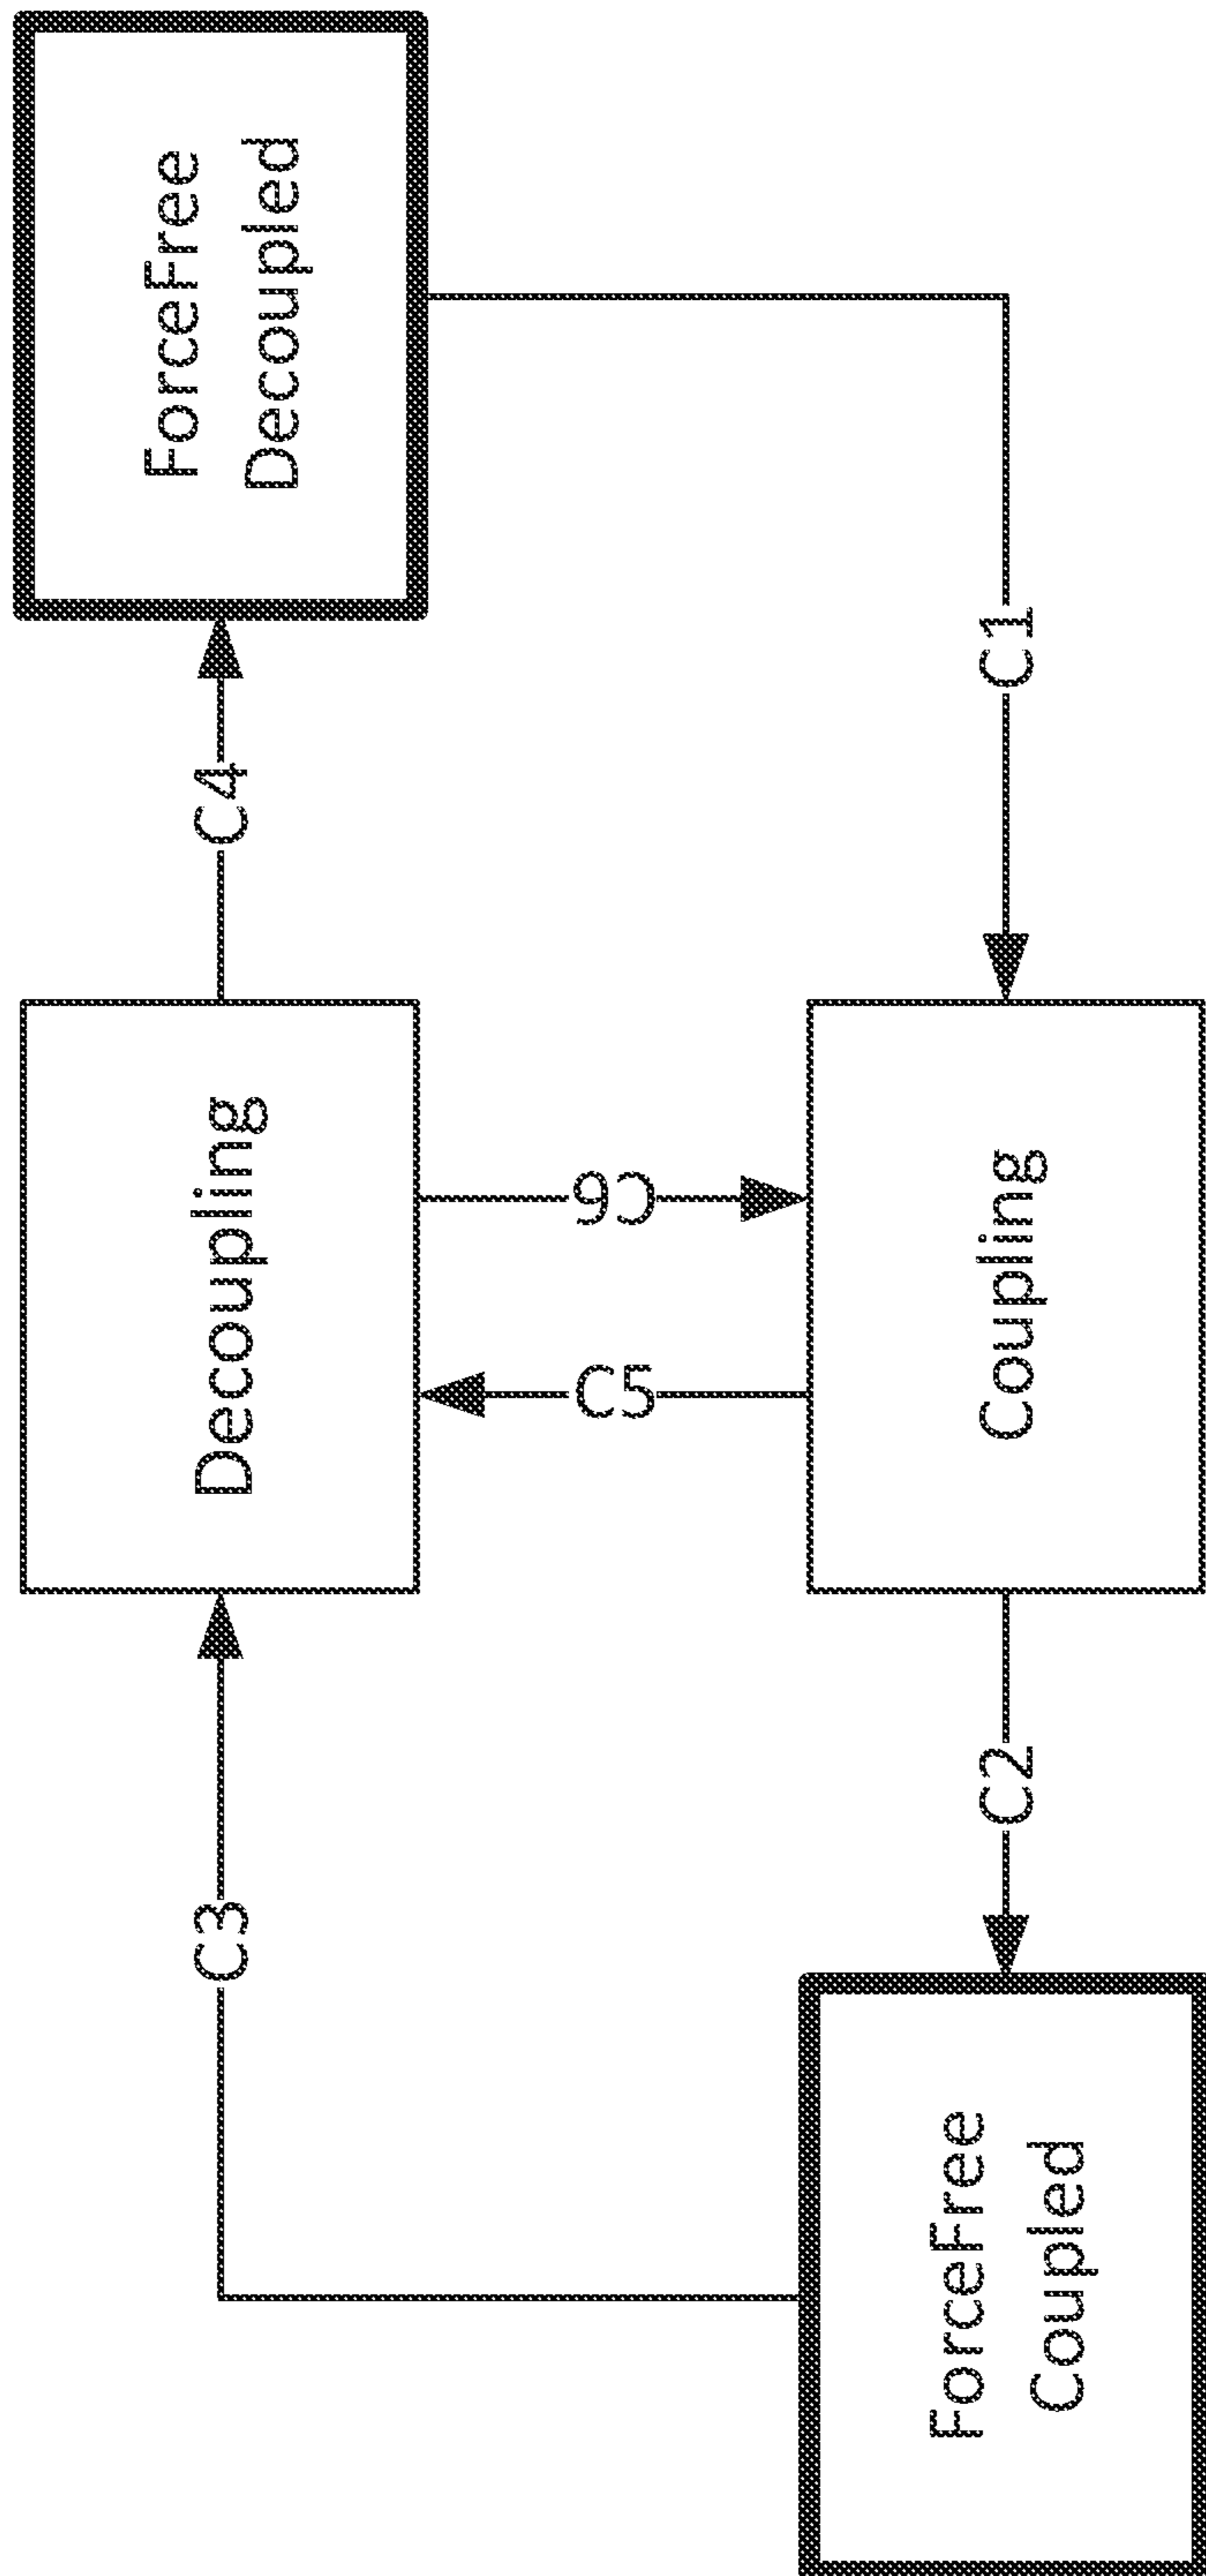 ForceFree
Decoupled
C4
C1
Decoupling
C6
C5
Coupling
C3
C2
ForceFree
Coupled